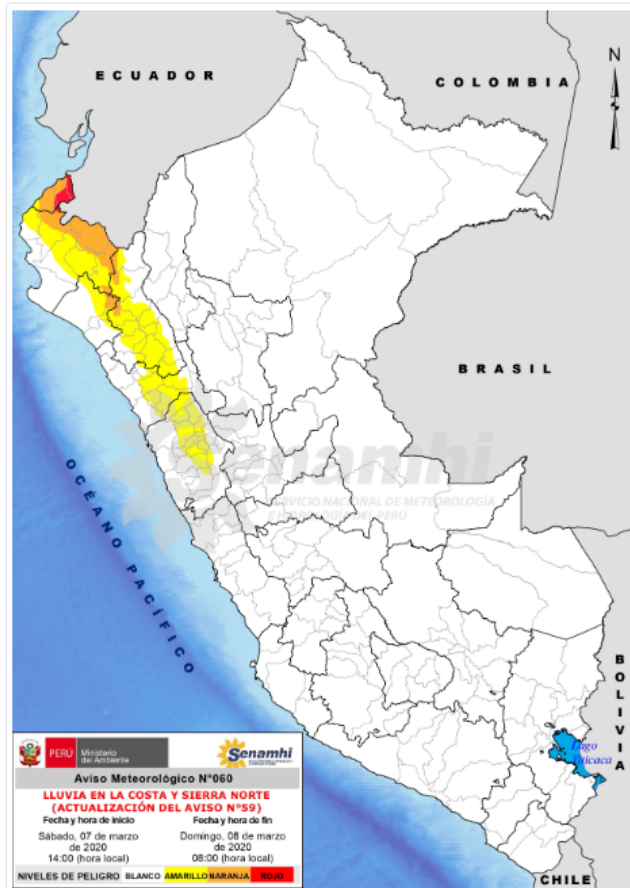 ECUADOR
COLOMBIA
N
BRASIL
Senamhi
SERVICIO NACIONAL DE METEOROLOGÍA
E HIDROLOGÍA DEL PERÚ
OCÉANO PACÍFICO
BOLIVIA
Lago
Titicaca
PERÚ Ministerio
del Ambiente
Senamhi
Aviso Meteorológico N°060
LLUVIA EN LA COSTA Y SIERRA NORTE
(ACTUALIZACIÓN DEL AVISO N°59)
Fecha y hora de inicio Fecha y hora de fin
Sábado, 07 de marzo Domingo, 08 de marzo
de 2020 de 2020
14:00 (hora local) 08:00 (hora local)
NIVELES DE PELIGRO BLANCO AMARILLO NARANJA ROJO
CHILE